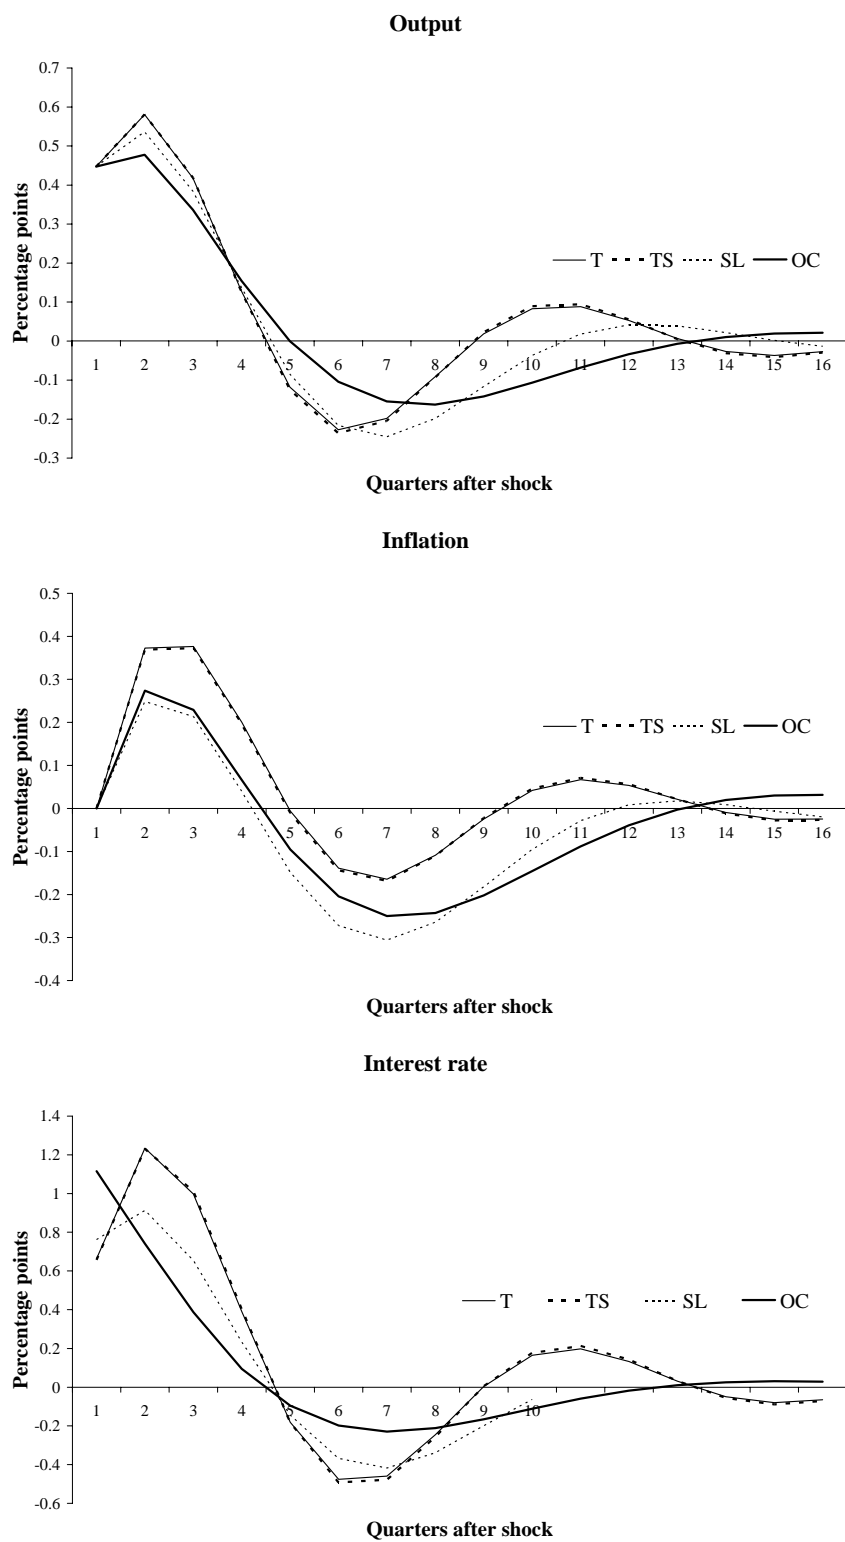 Output
0.7
0.6
0.5
0.4
0.3
0.2
0.1
0
-0.1
-0.2
-0.3
Percentage points
T TS SL OC
1 2 3 4 5 6 7 8 9 10 11 12 13 14 15 16
Quarters after shock
Inflation
0.5
0.4
0.3
0.2
0.1
0
-0.1
-0.2
-0.3
-0.4
Percentage points
T TS SL OC
1 2 3 4 5 6 7 8 9 10 11 12 13 14 15 16
Quarters after shock
Interest rate
1.4
1.2
1
0.8
0.6
0.4
0.2
0
-0.2
-0.4
-0.6
Percentage points
T TS SL OC
1 2 3 4 5 6 7 8 9 10 11 12 13 14 15 16
Quarters after shock